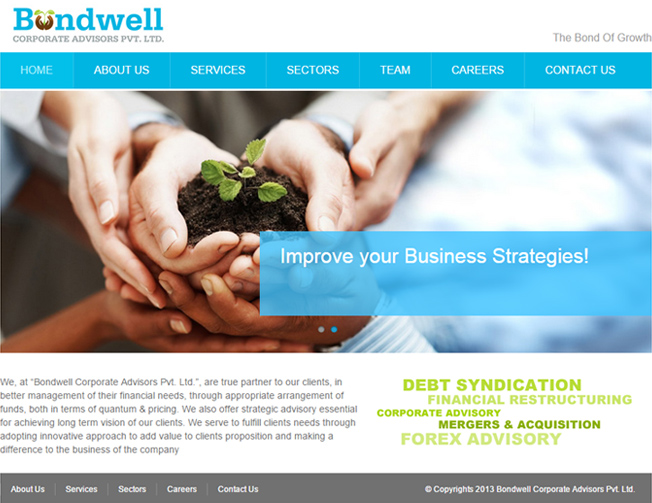 Bondwell
CORPORATE ADVISORS PVT. LTD.
The Bond Of Growth
HOME ABOUT US SERVICES SECTORS TEAM CAREERS CONTACT US
Improve your Business Strategies!
We, at "Bondwell Corporate Advisors Pvt. Ltd.", are true partner to our clients, in
better management of their financial needs, through appropriate arrangement of
funds, both in terms of quantum & pricing. We also offer strategic advisory essential
for achieving long term vision of our clients. We serve to fulfill clients needs through
adopting innovative approach to add value to clients proposition and making a
difference to the business of the company
DEBT SYNDICATION
FINANCIAL RESTRUCTURING
CORPORATE ADVISORY
MERGERS & ACQUISITION
FOREX ADVISORY
About Us Services Sectors Careers Contact Us © Copyrights 2013 Bondwell Corporate Advisors Pvt. Ltd.